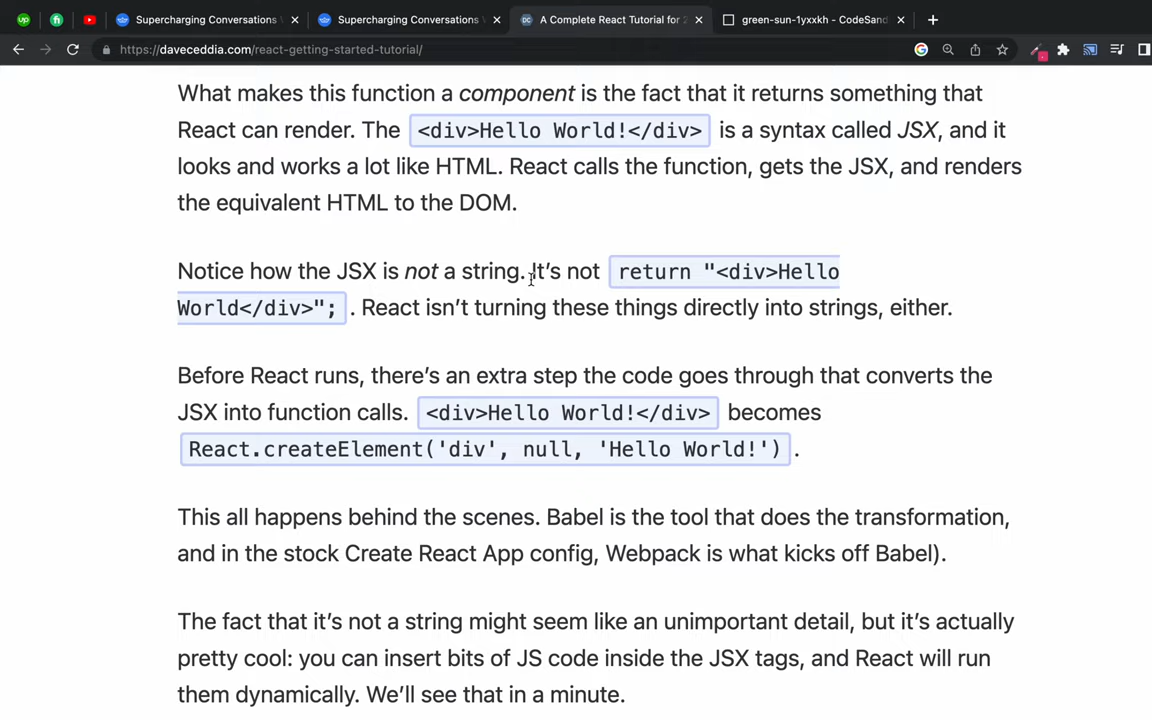 Supercharging Conversations
Supercharging Conversations
A Complete React Tutorial for 2
green-sun-1yxxkh - CodeSand
https://daveceddia.com/react-getting-started-tutorial/
What makes this function a component is the fact that it returns something that
React can render. The <div>Hello World!</div> is a syntax called JSX, and it
looks and works a lot like HTML. React calls the function, gets the JSX, and renders
the equivalent HTML to the DOM.
Notice how the JSX is not a string. It’s not return "<div>Hello
World</div>"; . React isn’t turning these things directly into strings, either.
Before React runs, there’s an extra step the code goes through that converts the
JSX into function calls. <div>Hello World!</div> becomes
React.createElement('div', null, 'Hello World!') .
This all happens behind the scenes. Babel is the tool that does the transformation,
and in the stock Create React App config, Webpack is what kicks off Babel).
The fact that it’s not a string might seem like an unimportant detail, but it’s actually
pretty cool: you can insert bits of JS code inside the JSX tags, and React will run
them dynamically. We’ll see that in a minute.